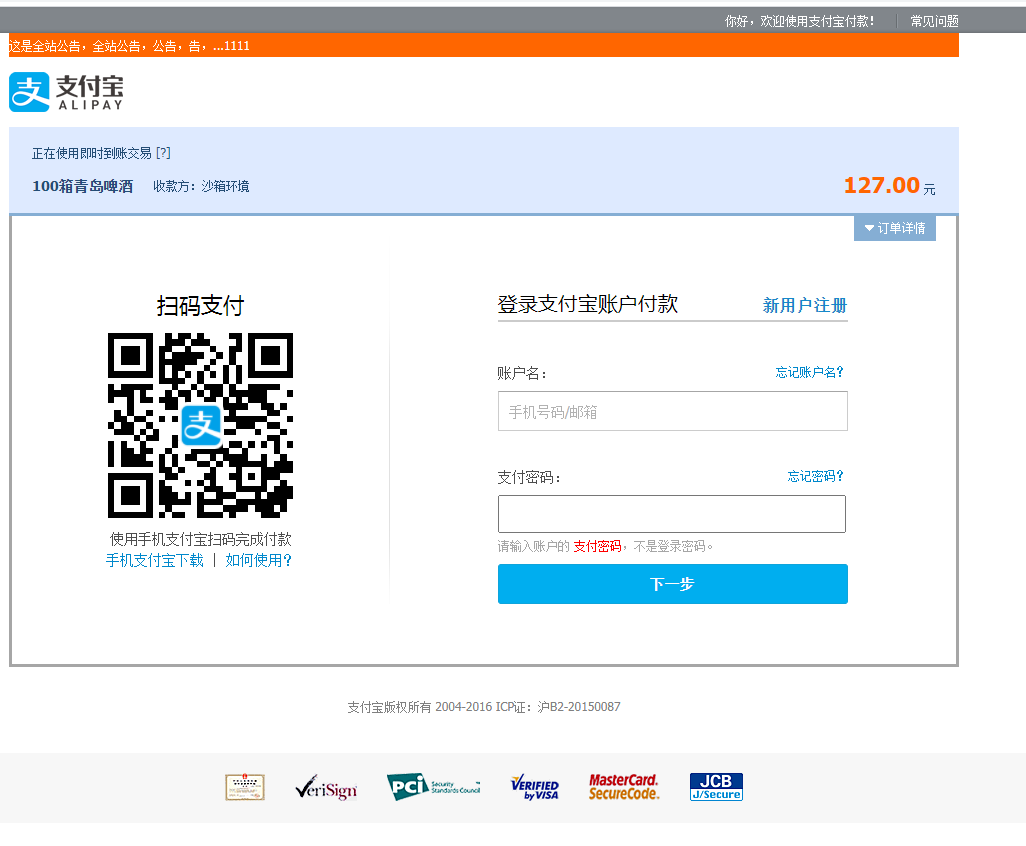 你好，欢迎使用支付宝付款！ 常见问题
这是全站公告，全站公告，公告，告，...1111
支 支付宝
ALIPAY
正在使用即时到账交易 [?]
100箱青岛啤酒 收款方：沙箱环境 127.00 元
订单详情
扫码支付
支
使用手机支付宝扫码完成付款
手机支付宝下载 | 如何使用？
登录支付宝账户付款 新用户注册
账户名： 忘记账户名？
手机号码/邮箱
支付密码： 忘记密码？
请输入账户的 支付密码，不是登录密码。
下一步
支付宝版权所有 2004-2016 ICP证：沪B2-20150087
VeriSign
PCI Security Standards Council
VERIFIED by VISA
MasterCard. SecureCode.
JCB J/Secure